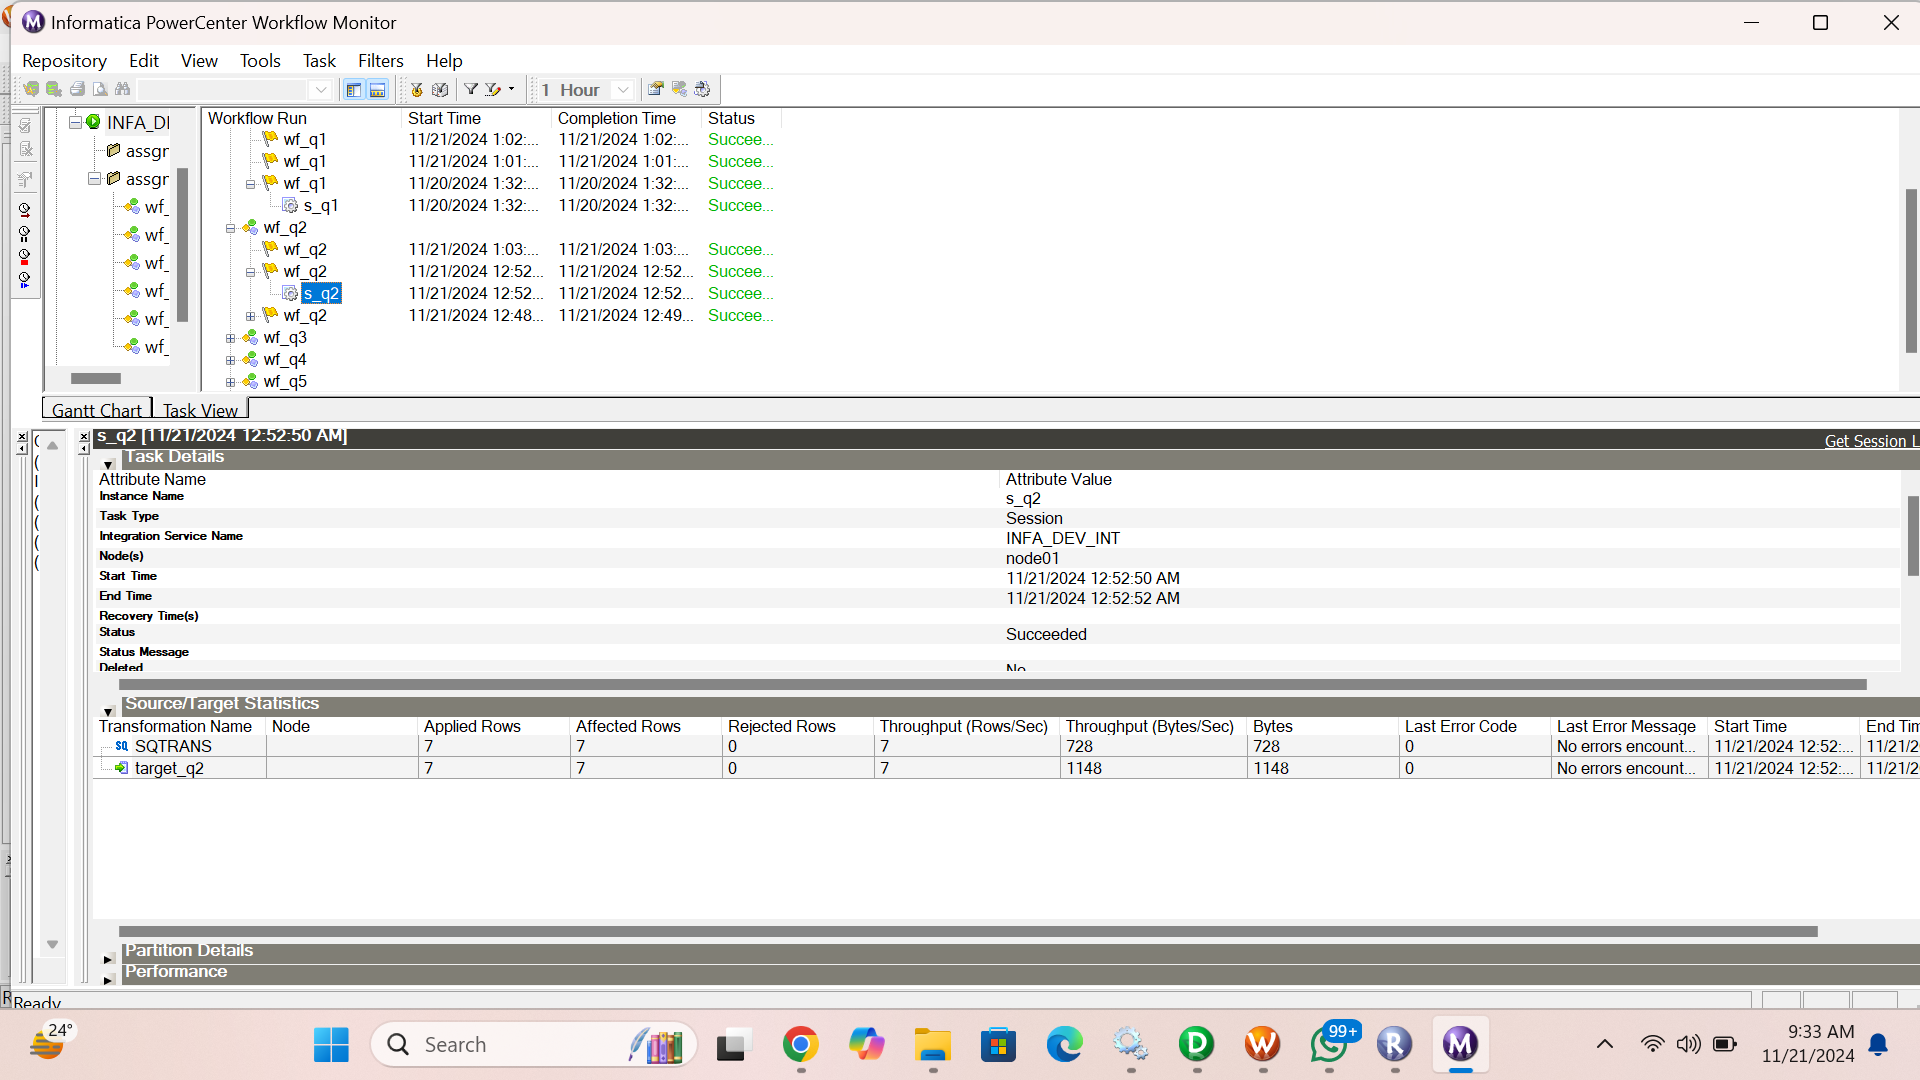 Informatica PowerCenter Workflow Monitor
Repository Edit View Tools Task Filters Help
1 Hour
INFA_DI
assgr
assgr
wf_
wf_
wf_
wf_
wf_
wf_
Workflow Run Start Time Completion Time Status
wf_q1 11/21/2024 1:02:... 11/21/2024 1:02:... Succee...
wf_q1 11/21/2024 1:01:... 11/21/2024 1:01:... Succee...
wf_q1 11/20/2024 1:32:... 11/20/2024 1:32:... Succee...
s_q1 11/20/2024 1:32:... 11/20/2024 1:32:... Succee...
wf_q2
wf_q2 11/21/2024 1:03:... 11/21/2024 1:03:... Succee...
wf_q2 11/21/2024 12:52... 11/21/2024 12:52... Succee...
s_q2 11/21/2024 12:52... 11/21/2024 12:52... Succee...
wf_q2 11/21/2024 12:48... 11/21/2024 12:49... Succee...
wf_q3
wf_q4
wf_q5
Gantt Chart Task View
s_q2 [11/21/2024 12:52:50 AM]
Get Session L
Task Details
Attribute Name Attribute Value
Instance Name s_q2
Task Type Session
Integration Service Name INFA_DEV_INT
Node(s) node01
Start Time 11/21/2024 12:52:50 AM
End Time 11/21/2024 12:52:52 AM
Recovery Time(s)
Status Succeeded
Status Message
Deleted No
Source/Target Statistics
Transformation Name Node Applied Rows Affected Rows Rejected Rows Throughput (Rows/Sec) Throughput (Bytes/Sec) Bytes Last Error Code Last Error Message Start Time End Tim
SQ SQTRANS 7 7 0 7 728 728 0 No errors encount... 11/21/2024 12:52:... 11/21/2
target_q2 7 7 0 7 1148 1148 0 No errors encount... 11/21/2024 12:52:... 11/21/2
Partition Details
Performance
Ready
24°
Search
99+
9:33 AM
11/21/2024